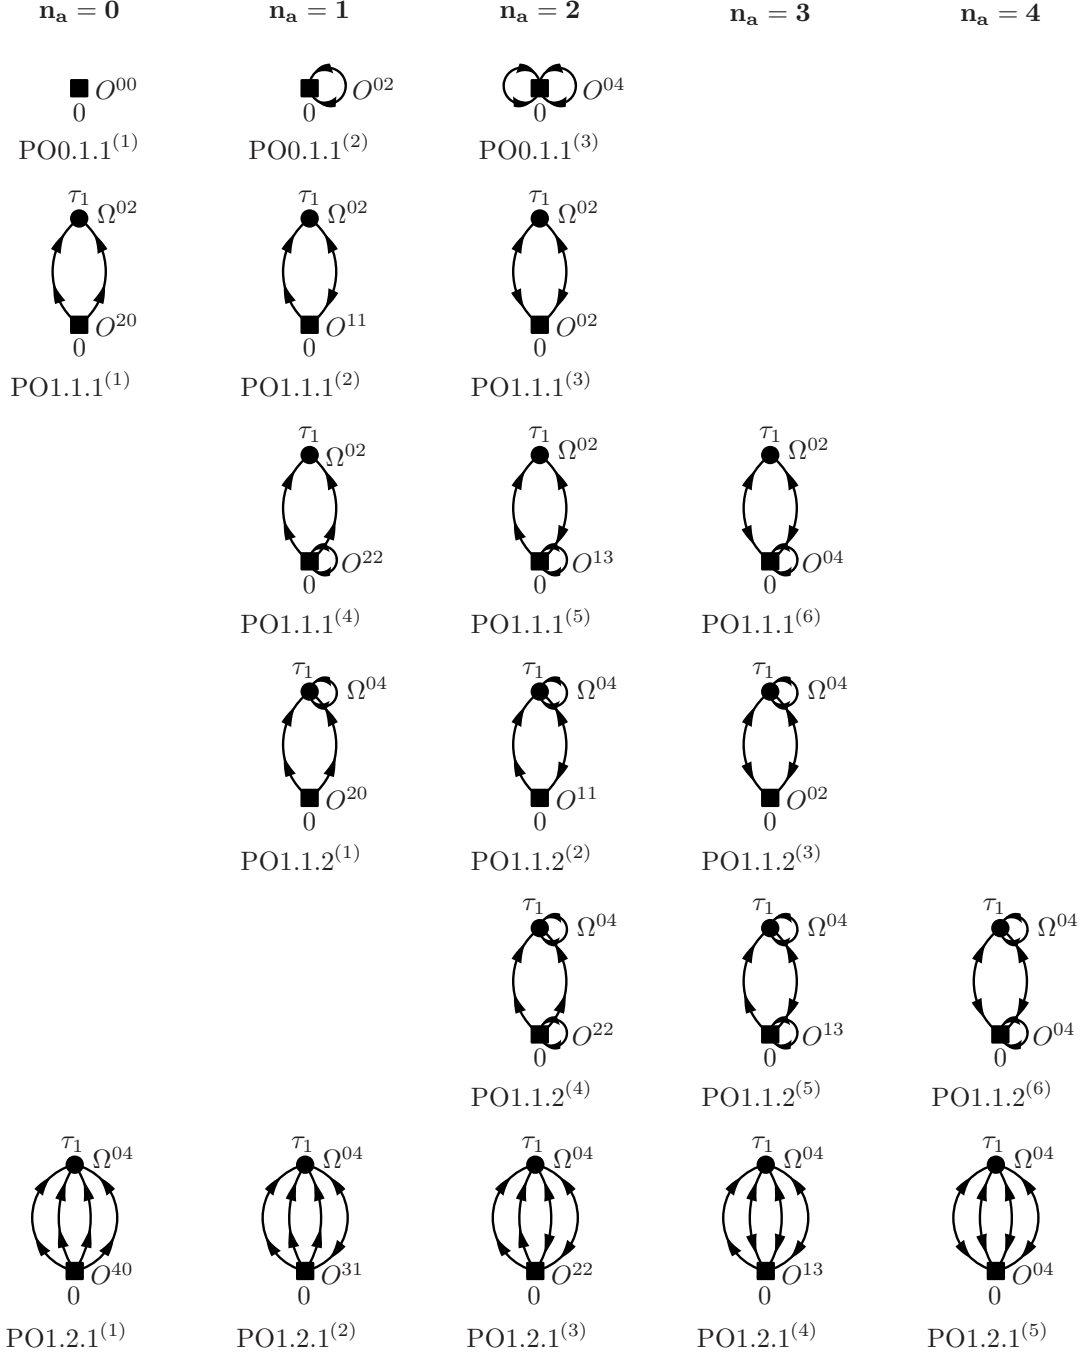 n_a = 0 n_a = 1 n_a = 2 n_a = 3 n_a = 4
O^{00} O^{02} O^{04}
0 0 0
PO0.1.1^{(1)} PO0.1.1^{(2)} PO0.1.1^{(3)}
τ_1 τ_1 τ_1
Ω^{02} Ω^{02} Ω^{02}
O^{20} O^{11} O^{02}
0 0 0
PO1.1.1^{(1)} PO1.1.1^{(2)} PO1.1.1^{(3)}
τ_1 τ_1 τ_1
Ω^{02} Ω^{02} Ω^{02}
O^{22} O^{13} O^{04}
0 0 0
PO1.1.1^{(4)} PO1.1.1^{(5)} PO1.1.1^{(6)}
τ_1 τ_1 τ_1
Ω^{04} Ω^{04} Ω^{04}
O^{20} O^{11} O^{02}
0 0 0
PO1.1.2^{(1)} PO1.1.2^{(2)} PO1.1.2^{(3)}
τ_1 τ_1 τ_1
Ω^{04} Ω^{04} Ω^{04}
O^{22} O^{13} O^{04}
0 0 0
PO1.1.2^{(4)} PO1.1.2^{(5)} PO1.1.2^{(6)}
τ_1 τ_1 τ_1 τ_1 τ_1
Ω^{04} Ω^{04} Ω^{04} Ω^{04} Ω^{04}
O^{40} O^{31} O^{22} O^{13} O^{04}
0 0 0 0 0
PO1.2.1^{(1)} PO1.2.1^{(2)} PO1.2.1^{(3)} PO1.2.1^{(4)} PO1.2.1^{(5)}